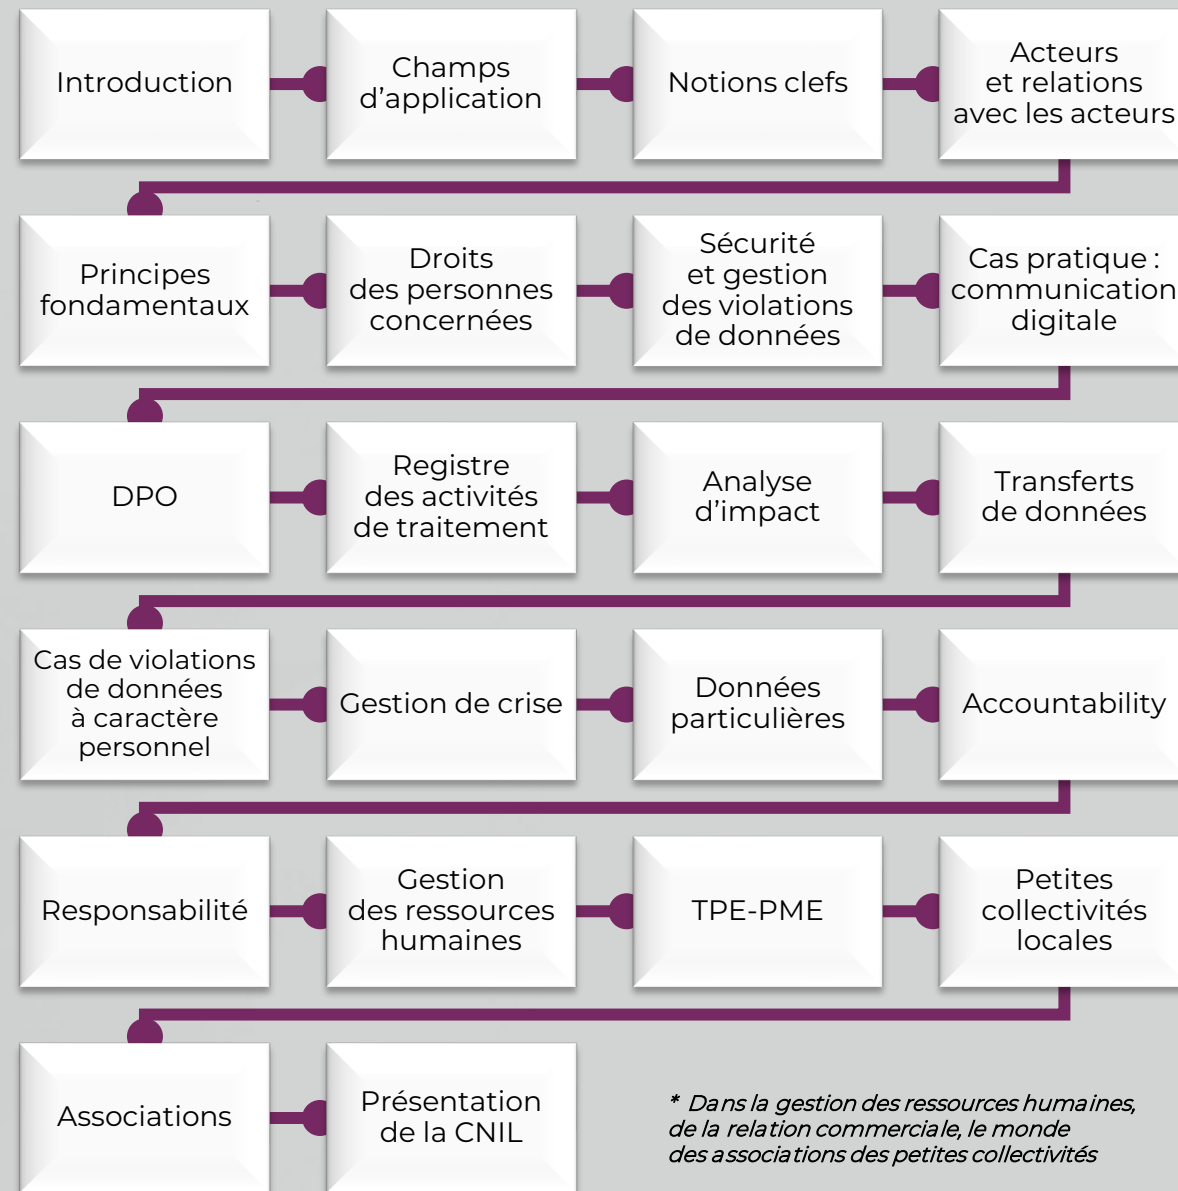 Introduction
Champs
d’application
Notions clefs
Acteurs
et relations
avec les acteurs
Principes
fondamentaux
Droits
des personnes
concernées
Sécurité
et gestion
des violations
de données
Cas pratique :
communication
digitale
DPO
Registre
des activités
de traitement
Analyse
d’impact
Transferts
de données
Cas de violations
de données
à caractère
personnel
Gestion de crise
Données
particulières
Accountability
Responsabilité
Gestion
des ressources
humaines
TPE-PME
Petites
collectivités
locales
Associations
Présentation
de la CNIL
* Dans la gestion des ressources humaines,
de la relation commerciale, le monde
des associations des petites collectivités